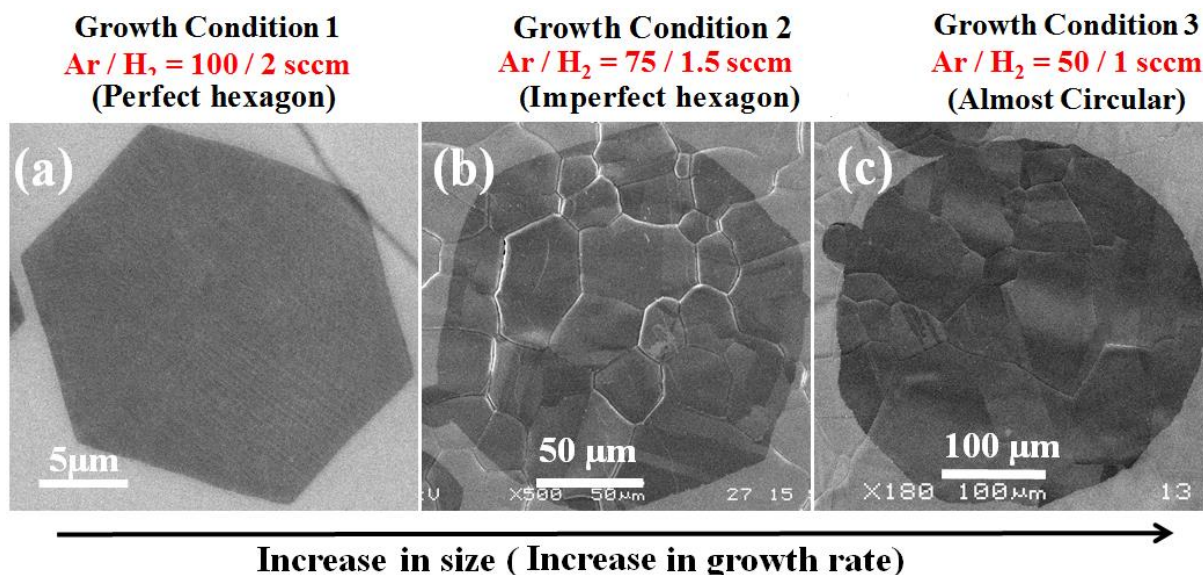 Growth Condition 1
Ar / H2 = 100 / 2 sccm
(Perfect hexagon)
Growth Condition 2
Ar / H2 = 75 / 1.5 sccm
(Imperfect hexagon)
Growth Condition 3
Ar / H2 = 50 / 1 sccm
(Almost Circular)
(a)
5μm
(b)
50 μm
V X500 50μm 27 15
(c)
100 μm
X180 100μm 13
Increase in size ( Increase in growth rate)